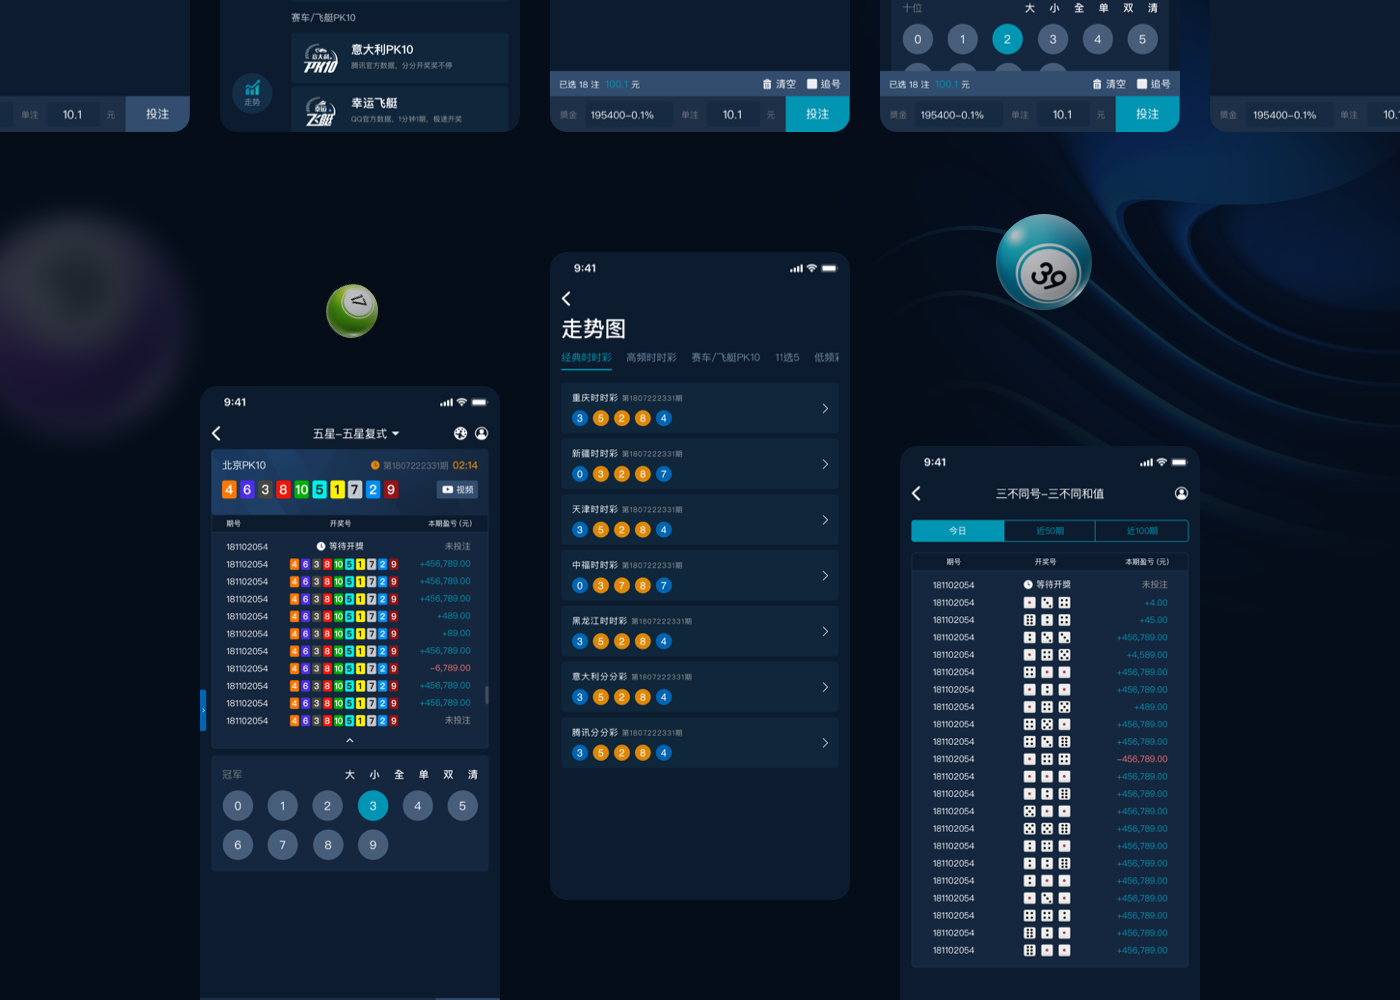 单注 10.1 元 投注
赛车/飞艇PK10
意大利PK10
腾讯官方数据，分分开奖奖不停
幸运飞艇
QQ官方数据，1分钟1期，极速开奖
走势
已选 18 注 100.1 元 清空 追号
奖金 195400-0.1% 单注 10.1 元 投注
十位 大 小 全 单 双 清
0 1 2 3 4 5
已选 18 注 100.1 元 清空 追号
奖金 195400-0.1% 单注 10.1 元 投注
奖金 195400-0.1% 单注 10.1
17
39
9:41
五星-五星复式
北京PK10 第1807222331期 02:14
4 6 3 8 10 5 1 7 2 9 视频
期号 开奖号 本期盈亏 (元)
181102054 等待开奬 未投注
181102054 4 6 3 8 10 5 1 7 2 9 +456,789.00
181102054 4 6 3 8 10 5 1 7 2 9 +456,789.00
181102054 4 6 3 8 10 5 1 7 2 9 +456,789.00
181102054 4 6 3 8 10 5 1 7 2 9 +489.00
181102054 4 6 3 8 10 5 1 7 2 9 +89.00
181102054 4 6 3 8 10 5 1 7 2 9 +456,789.00
181102054 4 6 3 8 10 5 1 7 2 9 -6,789.00
181102054 4 6 3 8 10 5 1 7 2 9 +456,789.00
181102054 4 6 3 8 10 5 1 7 2 9 +456,789.00
181102054 4 6 3 8 10 5 1 7 2 9 未投注
冠军 大 小 全 单 双 清
0 1 2 3 4 5
6 7 8 9
9:41
走势图
经典时时彩 高频时时彩 赛车/飞艇PK10 11选5 低频彩
重庆时时彩 第1807222331期
3 5 2 8 4
新疆时时彩 第1807222331期
0 3 2 8 7
天津时时彩 第1807222331期
3 5 2 8 4
中福时时彩 第1807222331期
0 3 7 8 7
黑龙江时时彩 第1807222331期
3 5 2 8 4
意大利分分彩 第1807222331期
3 5 2 8 4
腾讯分分彩 第1807222331期
3 5 2 8 4
9:41
三不同号-三不同和值
今日 近50期 近100期
期号 开奖号 本期盈亏 (元)
181102054 等待开奬 未投注
181102054 +4.00
181102054 +45.00
181102054 +456,789.00
181102054 +4,589.00
181102054 +456,789.00
181102054 +456,789.00
181102054 +489.00
181102054 +456,789.00
181102054 +456,789.00
181102054 -456,789.00
181102054 +456,789.00
181102054 +456,789.00
181102054 +456,789.00
181102054 +456,789.00
181102054 +456,789.00
181102054 +456,789.00
181102054 +456,789.00
181102054 +456,789.00
181102054 +456,789.00
181102054 +456,789.00
181102054 +456,789.00